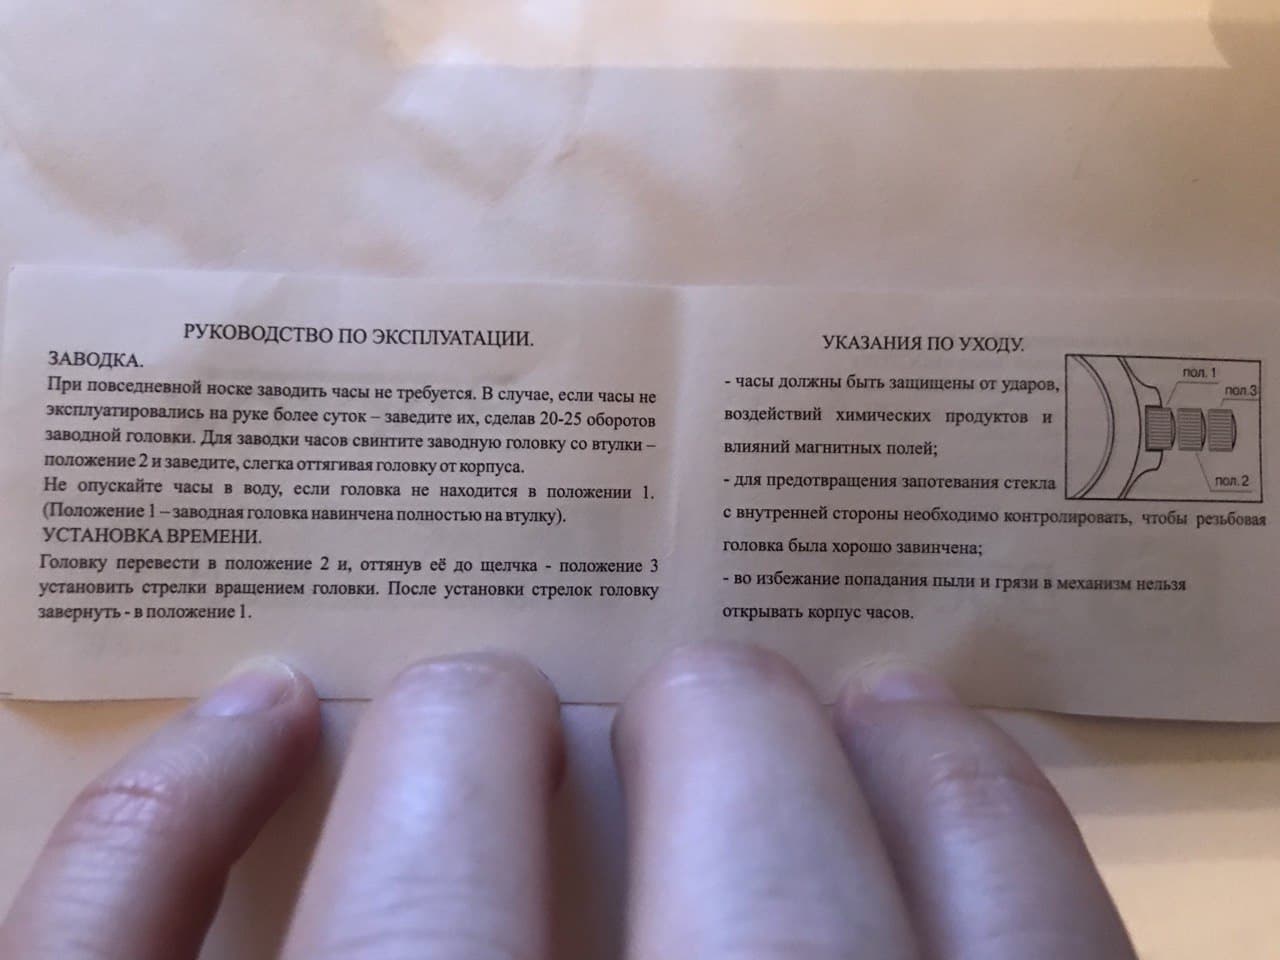 РУКОВОДСТВО ПО ЭКСПЛУАТАЦИИ.
ЗАВОДКА.
При повседневной носке заводить часы не требуется. В случае, если часы не
эксплуатировались на руке более суток – заведите их, сделав 20-25 оборотов
заводной головки. Для заводки часов свинтите заводную головку со втулки –
положение 2 и заведите, слегка оттягивая головку от корпуса.
Не опускайте часы в воду, если головка не находится в положении 1.
(Положение 1 – заводная головка навинчена полностью на втулку).
УСТАНОВКА ВРЕМЕНИ.
Головку перевести в положение 2 и, оттянув её до щелчка - положение 3
установить стрелки вращением головки. После установки стрелок головку
завернуть - в положение 1.
УКАЗАНИЯ ПО УХОДУ.
- часы должны быть защищены от ударов,
воздействий химических продуктов и
влияний магнитных полей;
- для предотвращения запотевания стекла
с внутренней стороны необходимо контролировать, чтобы резьбовая
головка была хорошо завинчена;
- во избежание попадания пыли и грязи в механизм нельзя
открывать корпус часов.
пол. 1
пол.3
пол. 2